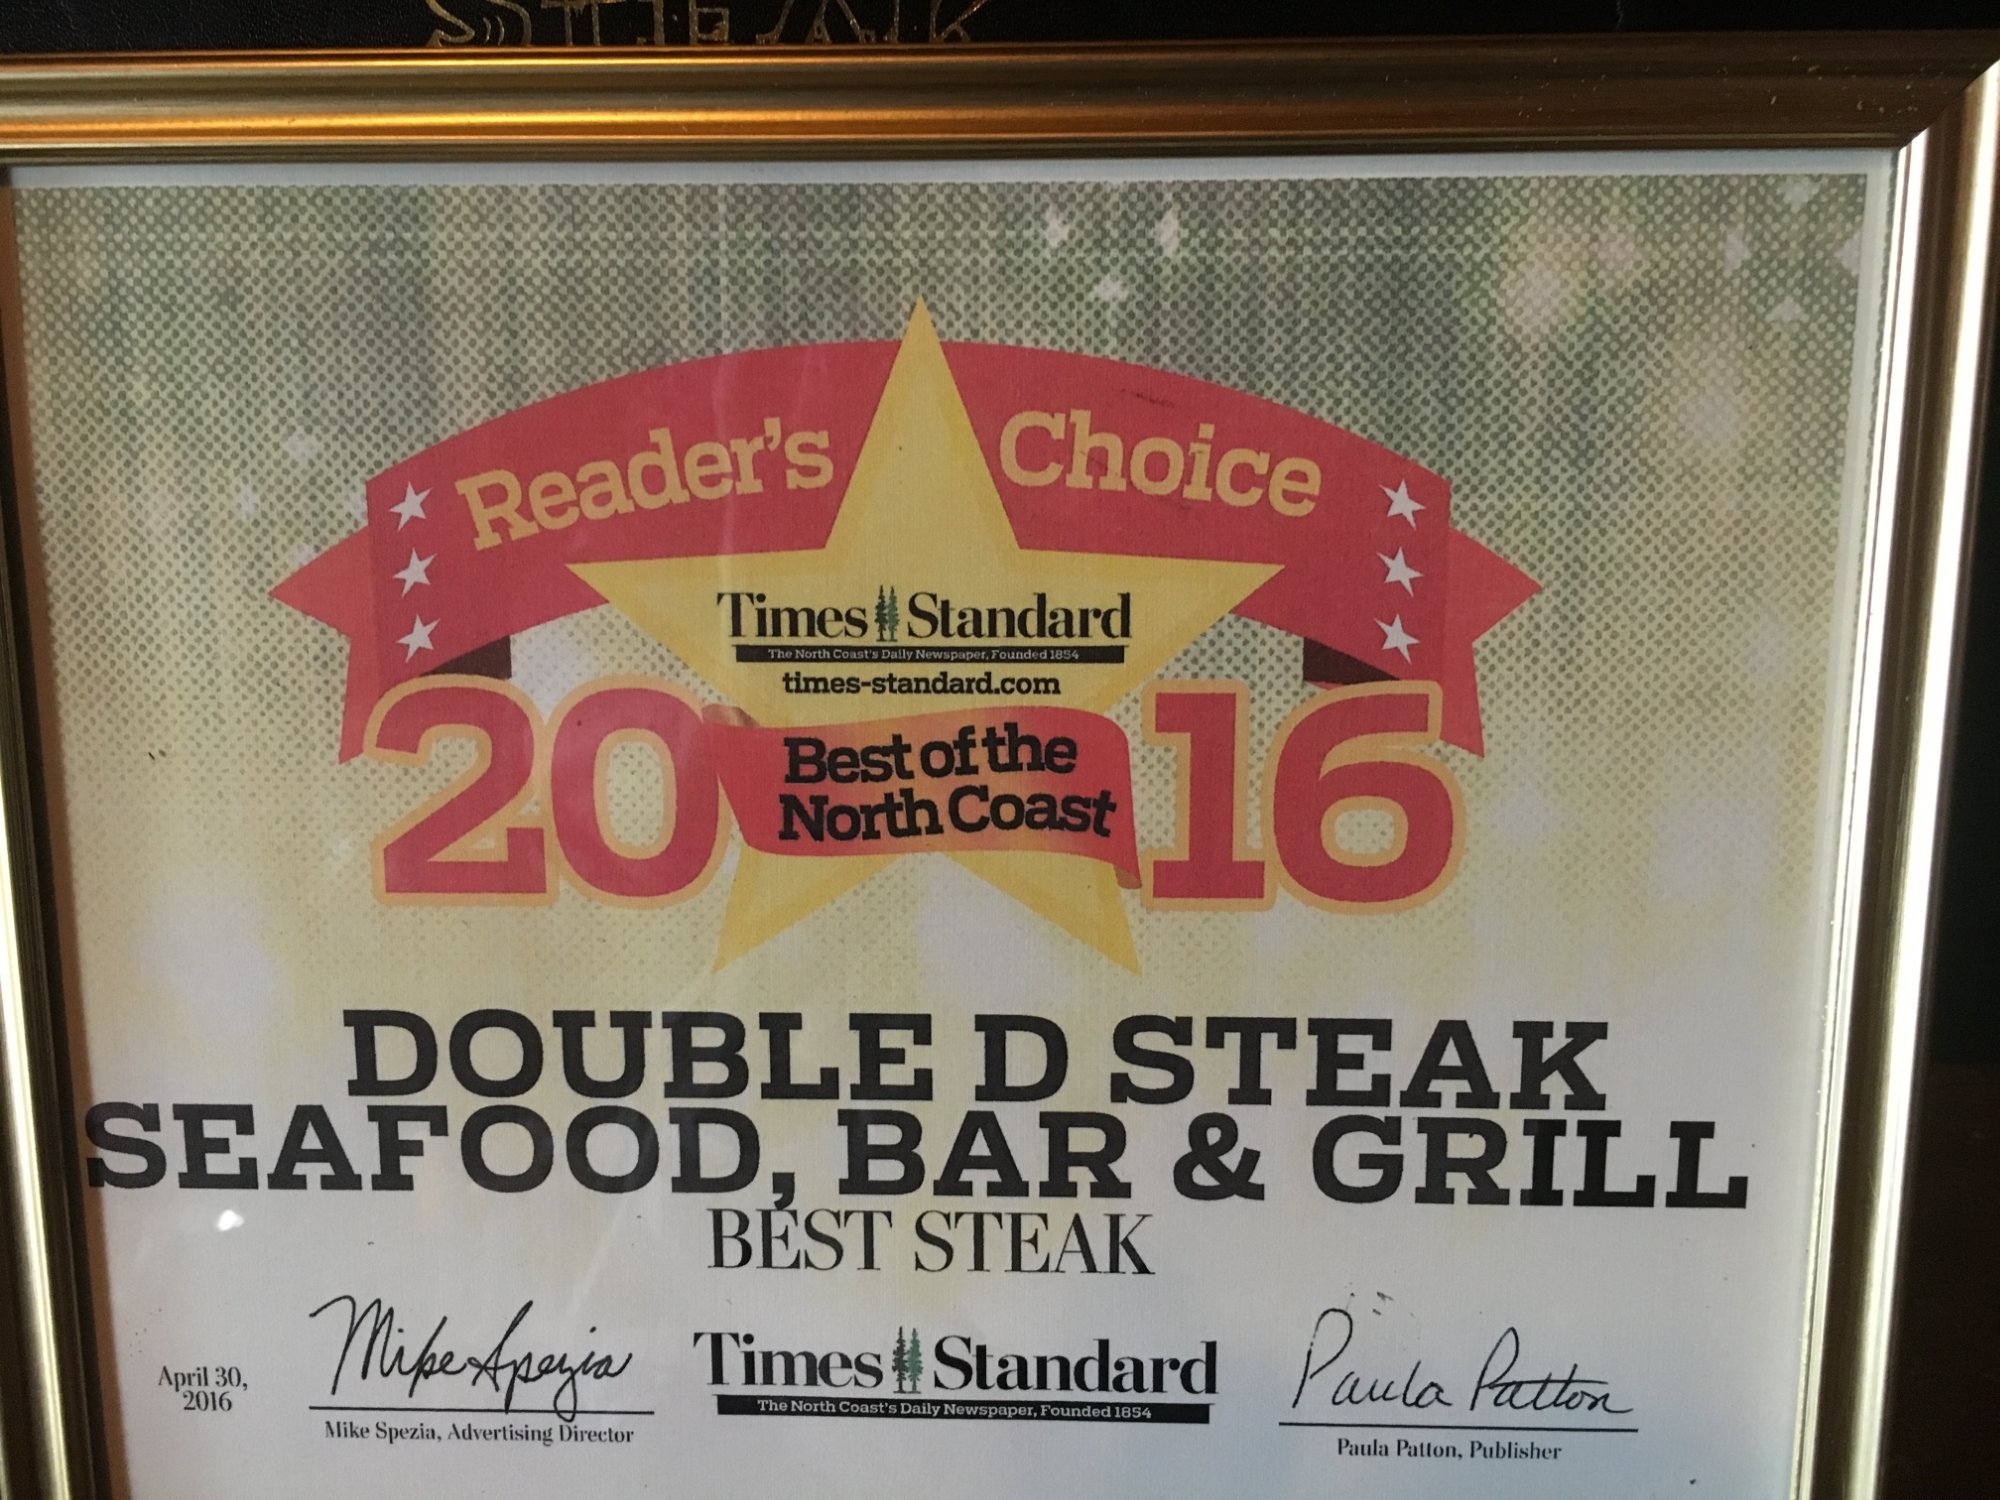 STEAK
Reader's Choice
Times Standard
The North Coast's Daily Newspaper, Founded 1854
times-standard.com
2016
Best of the
North Coast
DOUBLE D STEAK
SEAFOOD, BAR & GRILL
BEST STEAK
April 30,
2016
Mike Spezia
Mike Spezia, Advertising Director
Times Standard
The North Coast's Daily Newspaper, Founded 1854
Paula Patton
Paula Patton, Publisher